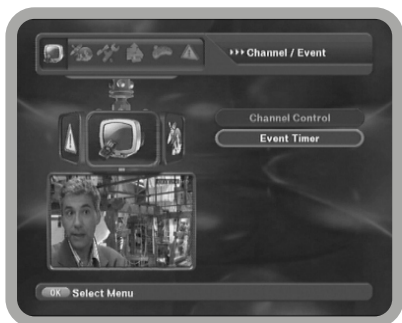 ▸▸▸Channel / Event
Channel Control
Event Timer
OK Select Menu